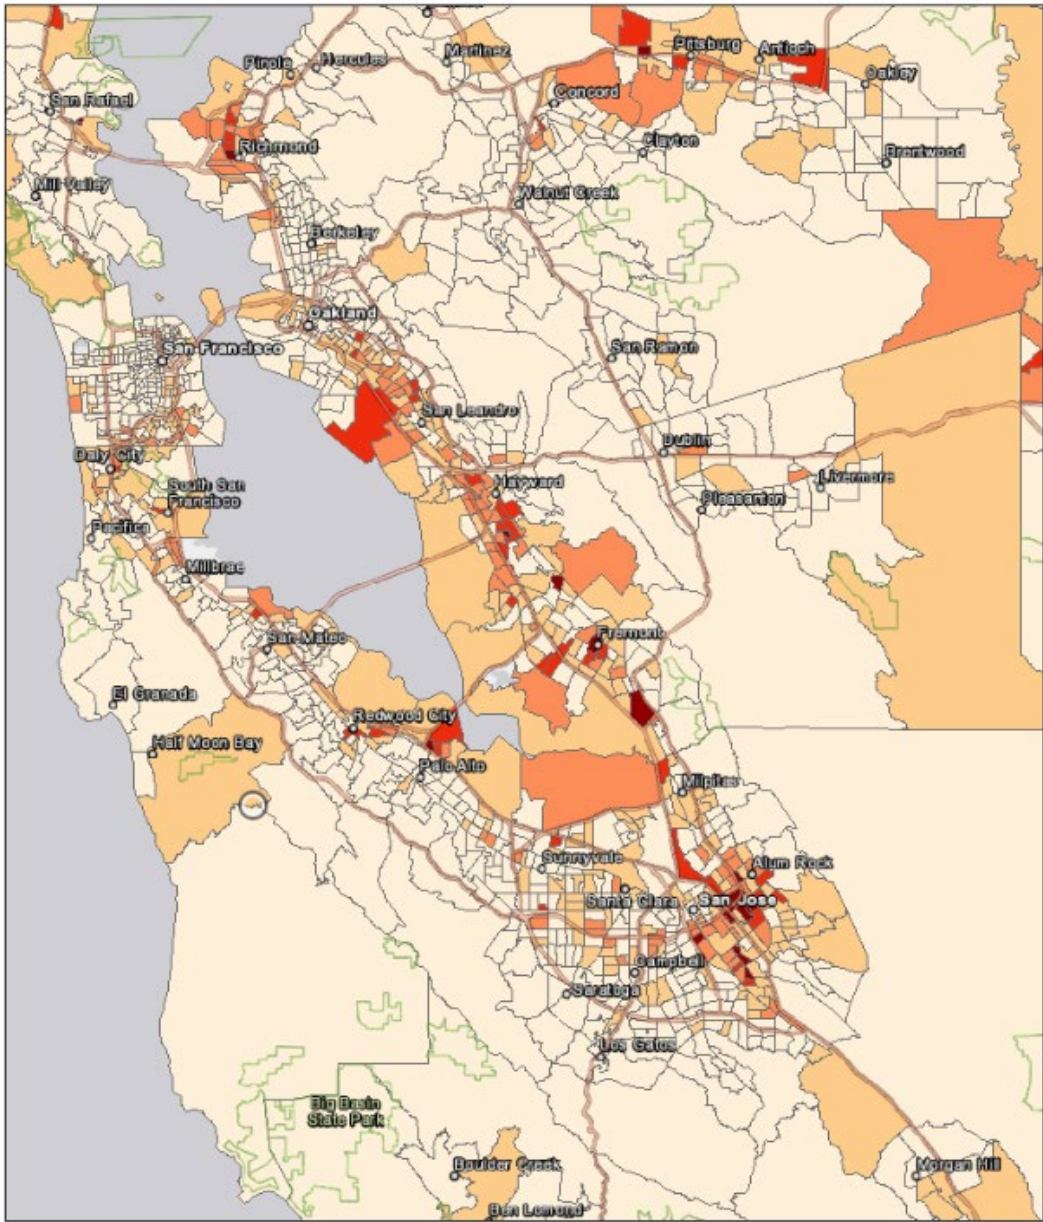 Pittsburg
Antioch
Martinez
Hercules
Pinole
Oakley
Concord
San Rafael
Richmond
Clayton
Brentwood
Mill Valley
Walnut Creek
Berkeley
Oakland
San Francisco
San Ramon
San Leandro
Daly City
Dublin
Hayward
Livermore
South San
Francisco
Pleasanton
Pacifica
Millbrae
San Mateo
Fremont
El Granada
Redwood City
Half Moon Bay
Palo Alto
Milpitas
Sunnyvale
Alum Rock
Santa Clara
San Jose
Campbell
Saratoga
Los Gatos
Big Basin
State Park
Boulder Creek
Morgan Hill
Ben Lomond